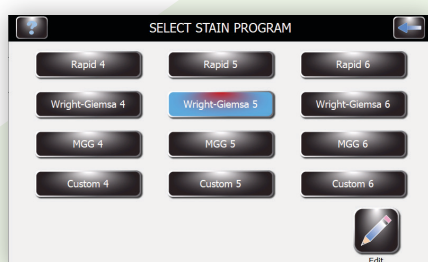 SELECT STAIN PROGRAM
Rapid 4 Rapid 5 Rapid 6
Wright-Giemsa 4 Wright-Giemsa 5 Wright-Giemsa 6
MGG 4 MGG 5 MGG 6
Custom 4 Custom 5 Custom 6
Edit